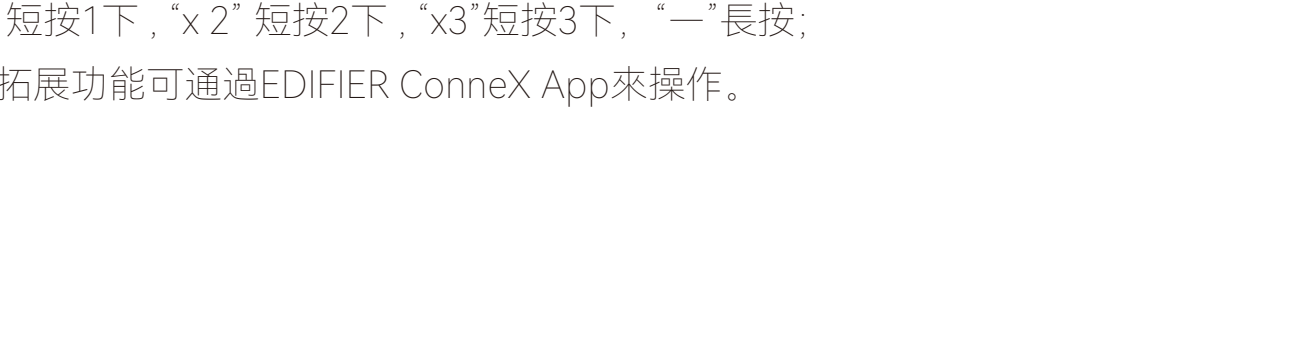 短按1下 , “x 2” 短按2下 , “x3”短按3下, “—”長按;
拓展功能可通過EDIFIER ConneX App來操作。